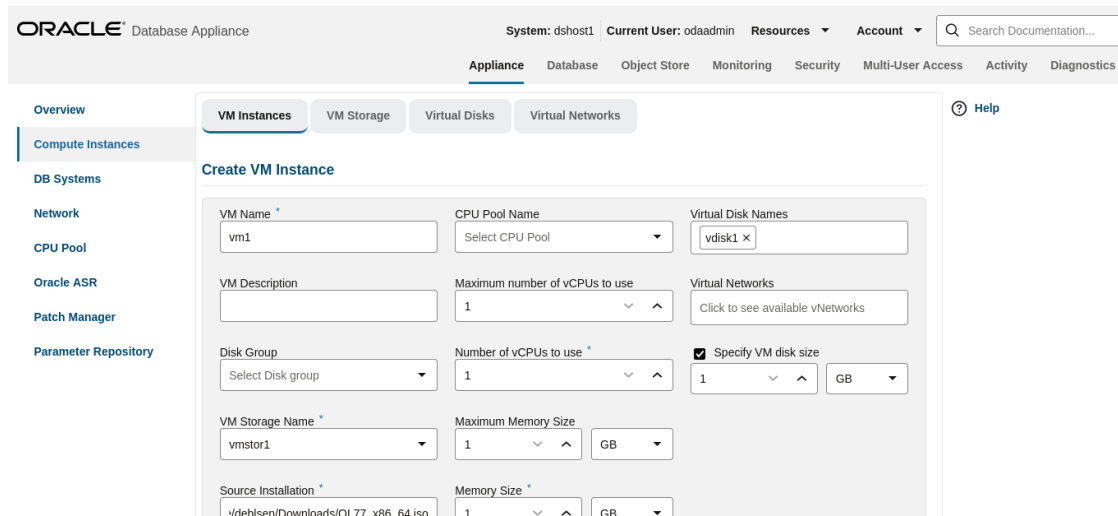 ORACLE® Database Appliance
System: dshost1 Current User: odaadmin Resources Account Search Documentation...
Appliance Database Object Store Monitoring Security Multi-User Access Activity Diagnostics
Overview
Compute Instances
DB Systems
Network
CPU Pool
Oracle ASR
Patch Manager
Parameter Repository
VM Instances VM Storage Virtual Disks Virtual Networks
Help
Create VM Instance
VM Name * CPU Pool Name Virtual Disk Names
vm1 Select CPU Pool vdisk1 ×
VM Description Maximum number of vCPUs to use Virtual Networks
1 Click to see available vNetworks
Disk Group Number of vCPUs to use * Specify VM disk size
Select Disk group 1 1 GB
VM Storage Name * Maximum Memory Size
vmstor1 1 GB
Source Installation * Memory Size *
/deblsen/Downloads/OL77_x86_64.iso 1 GB